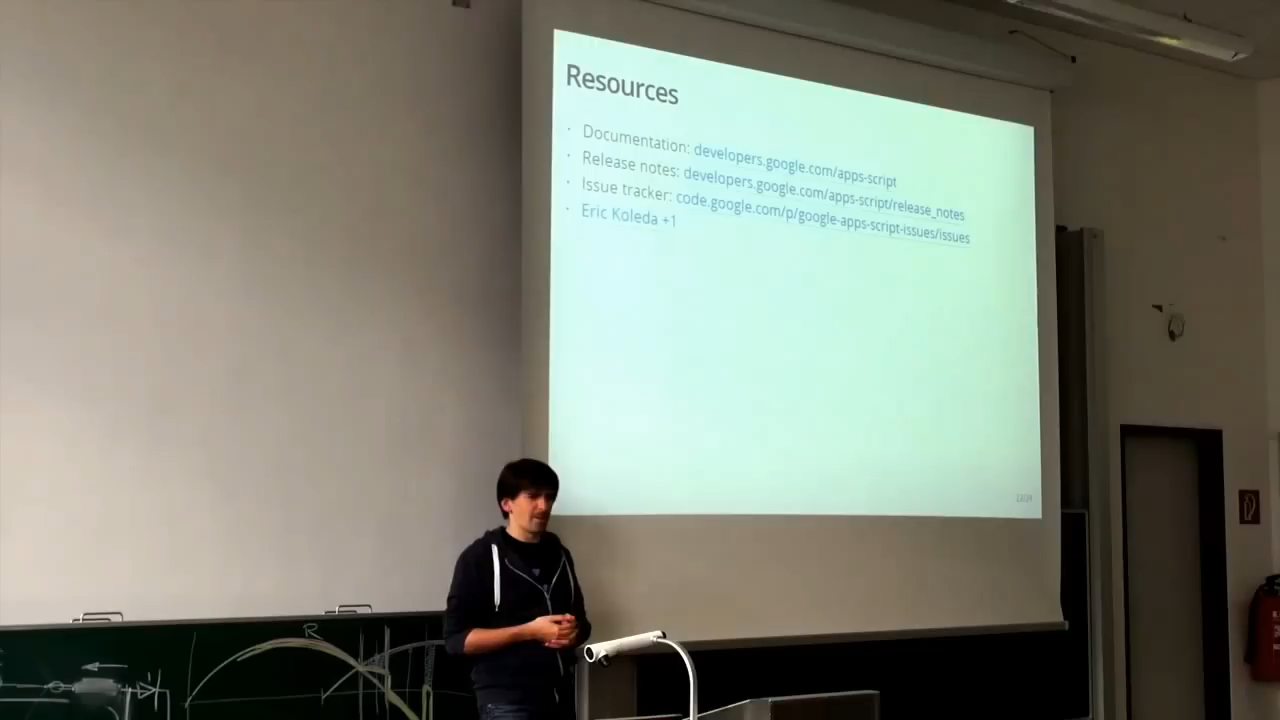 Resources
· Documentation: developers.google.com/apps-script
· Release notes: developers.google.com/apps-script/release_notes
· Issue tracker: code.google.com/p/google-apps-script-issues/issues
· Eric Koleda +1
R